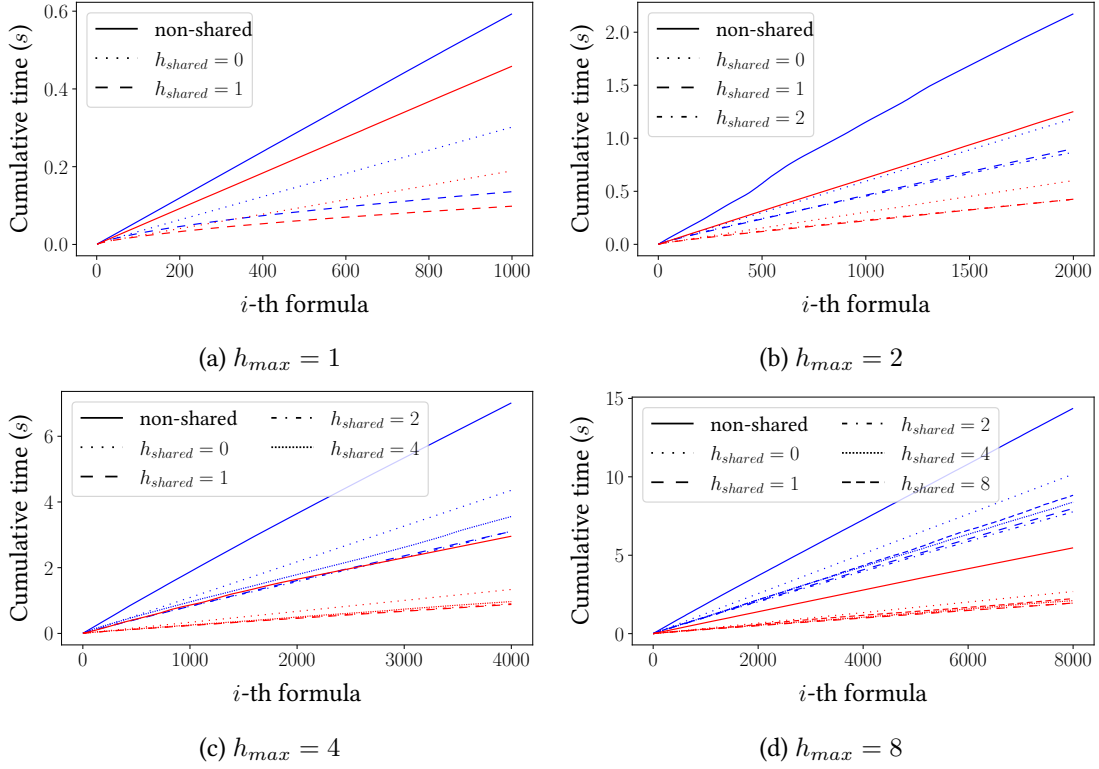 0.6
0.4
0.2
0.0
Cumulative time (s)
non-shared
h_shared = 0
h_shared = 1
0 200 400 600 800 1000
i-th formula
(a) h_max = 1
2.0
1.5
1.0
0.5
0.0
Cumulative time (s)
non-shared
h_shared = 0
h_shared = 1
h_shared = 2
0 500 1000 1500 2000
i-th formula
(b) h_max = 2
6
4
2
0
Cumulative time (s)
non-shared
h_shared = 0
h_shared = 1
h_shared = 2
h_shared = 4
0 1000 2000 3000 4000
i-th formula
(c) h_max = 4
15
10
5
0
Cumulative time (s)
non-shared
h_shared = 0
h_shared = 1
h_shared = 2
h_shared = 4
h_shared = 8
0 2000 4000 6000 8000
i-th formula
(d) h_max = 8